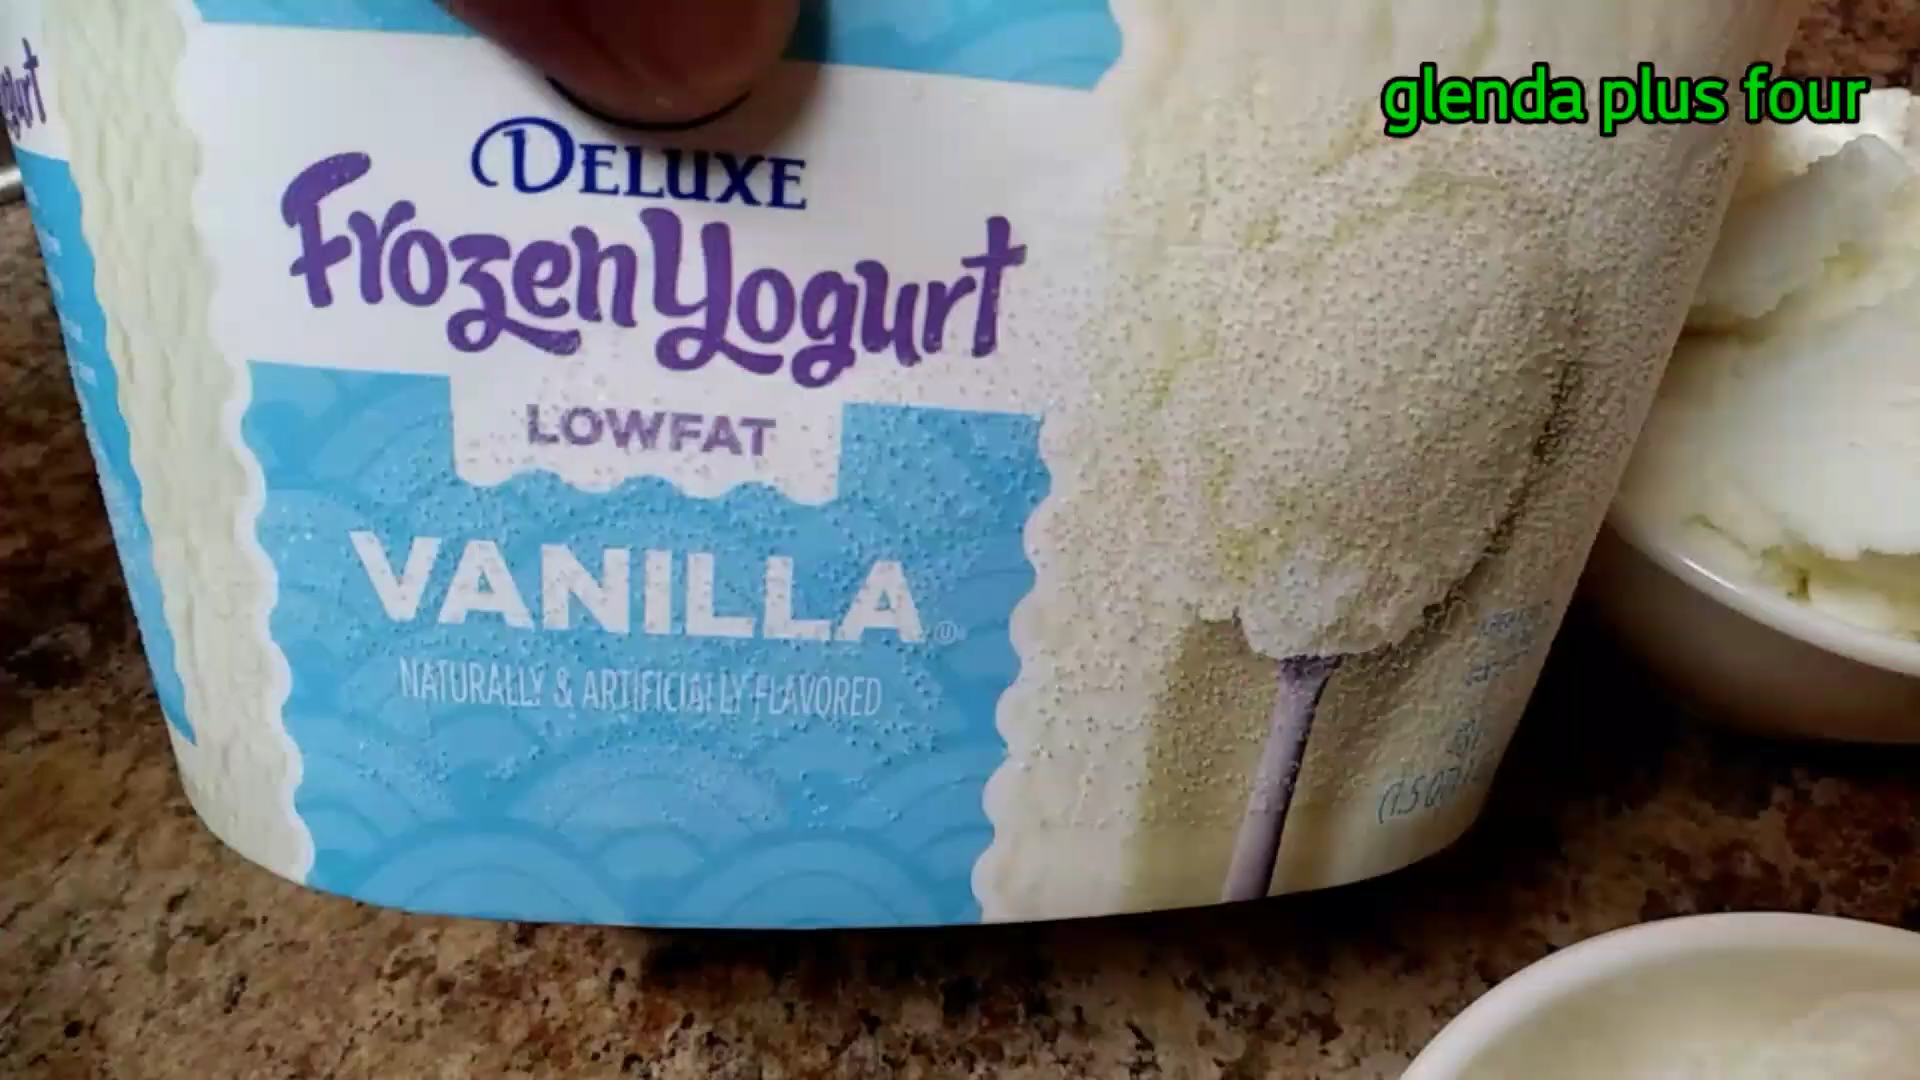 glenda plus four
DELUXE
Frozen Yogurt
LOWFAT
VANILLA
NATURALLY & ARTIFICIALLY FLAVORED